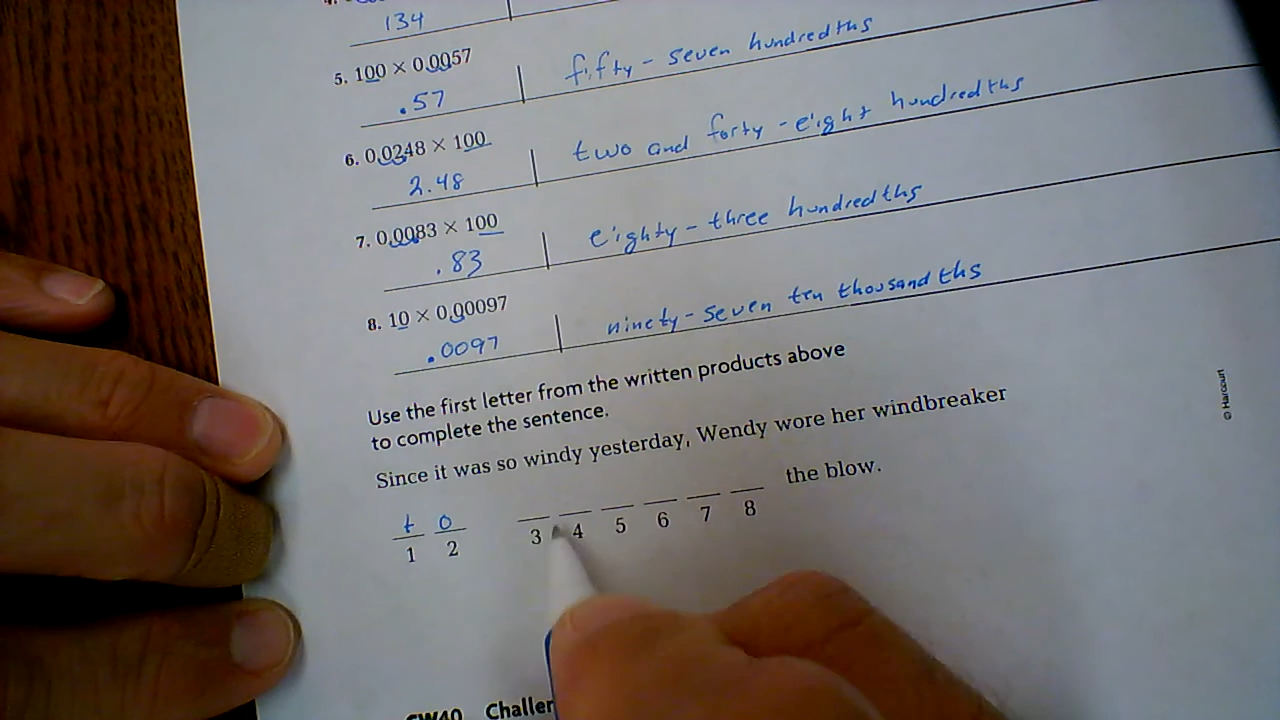 134
5. 100 × 0.0057
.57 fifty-seven hundredths
6. 0.0248 × 100
2.48 two and forty-eight hundredths
7. 0.0083 × 100
.83 eighty-three hundredths
8. 10 × 0.00097
.0097 ninety-seven ten thousandths
Use the first letter from the written products above
to complete the sentence.
Since it was so windy yesterday, Wendy wore her windbreaker
t o the blow.
1 2 3 4 5 6 7 8
© Harcourt
CW40 Challen